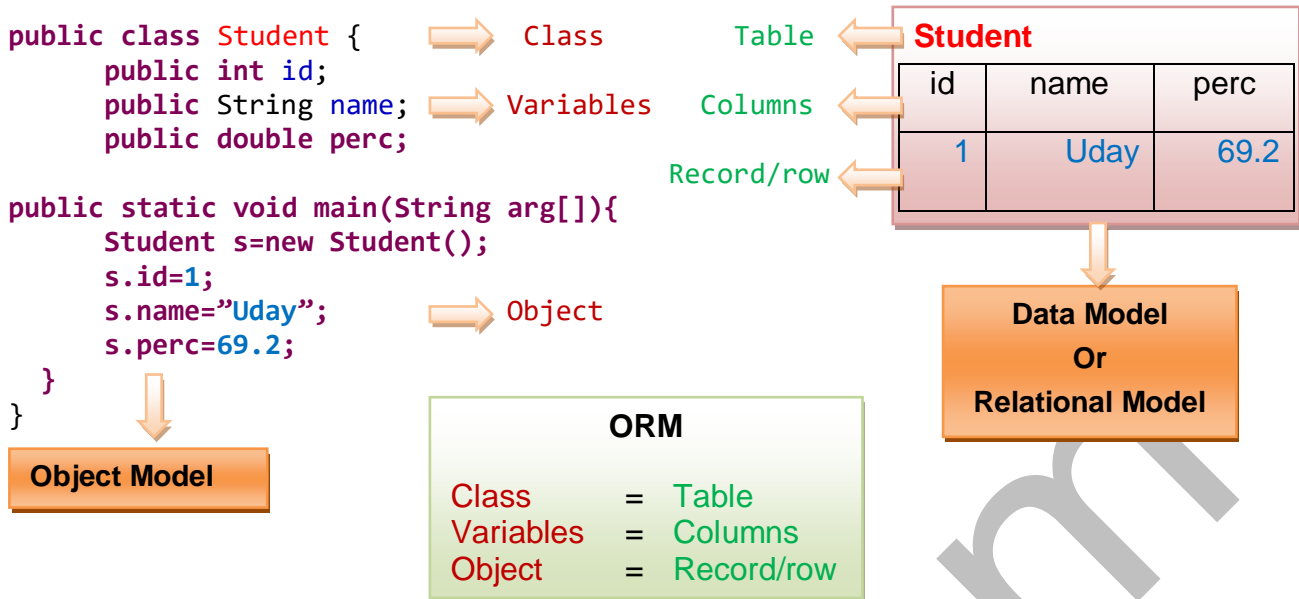 public class Student {
public int id;
public String name;
public double perc;
public static void main(String arg[]){
Student s=new Student();
s.id=1;
s.name=”Uday”;
s.perc=69.2;
}
}
Object Model
Class
Variables
Object
Table
Columns
Record/row
Student
id name perc
1 Uday 69.2
Data Model
Or
Relational Model
ORM
Class = Table
Variables = Columns
Object = Record/row
m